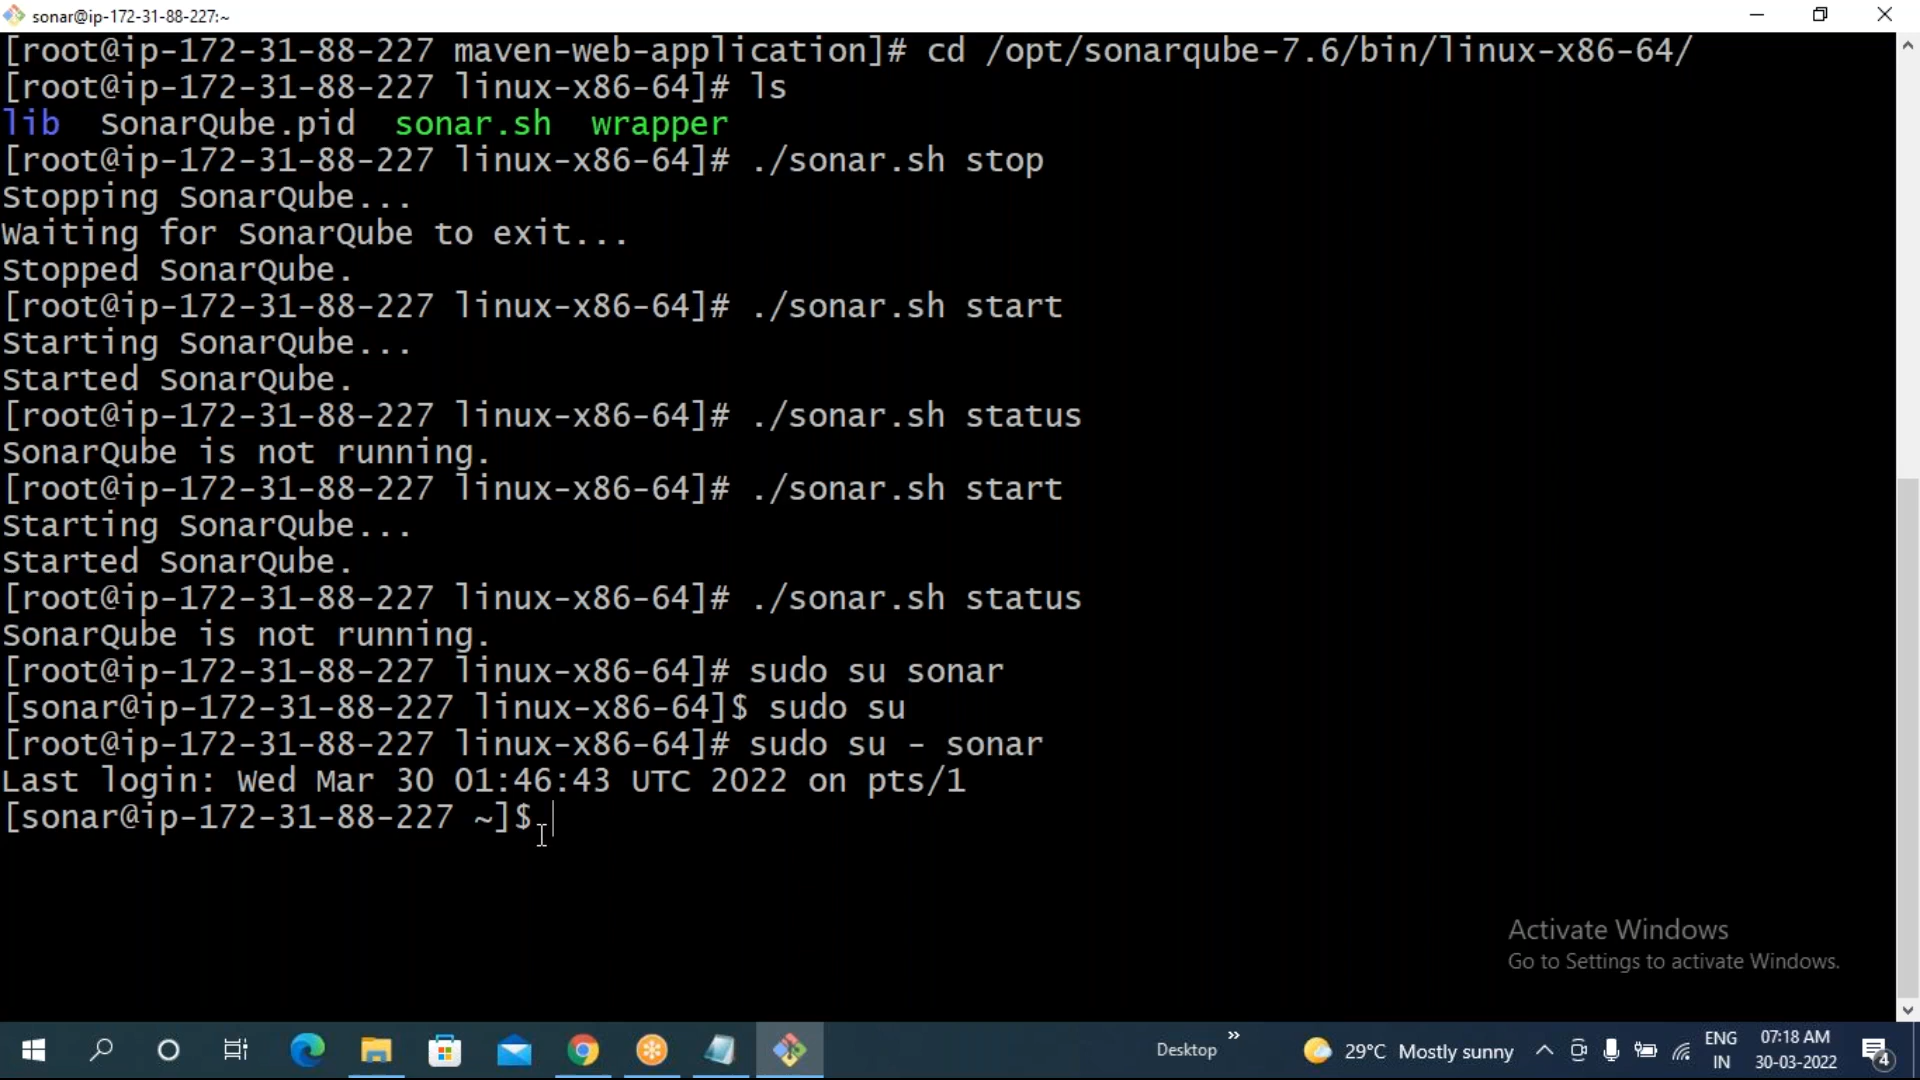 sonar@ip-172-31-88-227:~
[root@ip-172-31-88-227 maven-web-application]# cd /opt/sonarqube-7.6/bin/linux-x86-64/
[root@ip-172-31-88-227 linux-x86-64]# ls
lib  SonarQube.pid  sonar.sh  wrapper
[root@ip-172-31-88-227 linux-x86-64]# ./sonar.sh stop
Stopping SonarQube...
Waiting for SonarQube to exit...
Stopped SonarQube.
[root@ip-172-31-88-227 linux-x86-64]# ./sonar.sh start
Starting SonarQube...
Started SonarQube.
[root@ip-172-31-88-227 linux-x86-64]# ./sonar.sh status
SonarQube is not running.
[root@ip-172-31-88-227 linux-x86-64]# ./sonar.sh start
Starting SonarQube...
Started SonarQube.
[root@ip-172-31-88-227 linux-x86-64]# ./sonar.sh status
SonarQube is not running.
[root@ip-172-31-88-227 linux-x86-64]# sudo su sonar
[sonar@ip-172-31-88-227 linux-x86-64]$ sudo su
[root@ip-172-31-88-227 linux-x86-64]# sudo su - sonar
Last login: Wed Mar 30 01:46:43 UTC 2022 on pts/1
[sonar@ip-172-31-88-227 ~]$
Activate Windows
Go to Settings to activate Windows.
Desktop » 29°C Mostly sunny ENG 07:18 AM
IN 30-03-2022 4